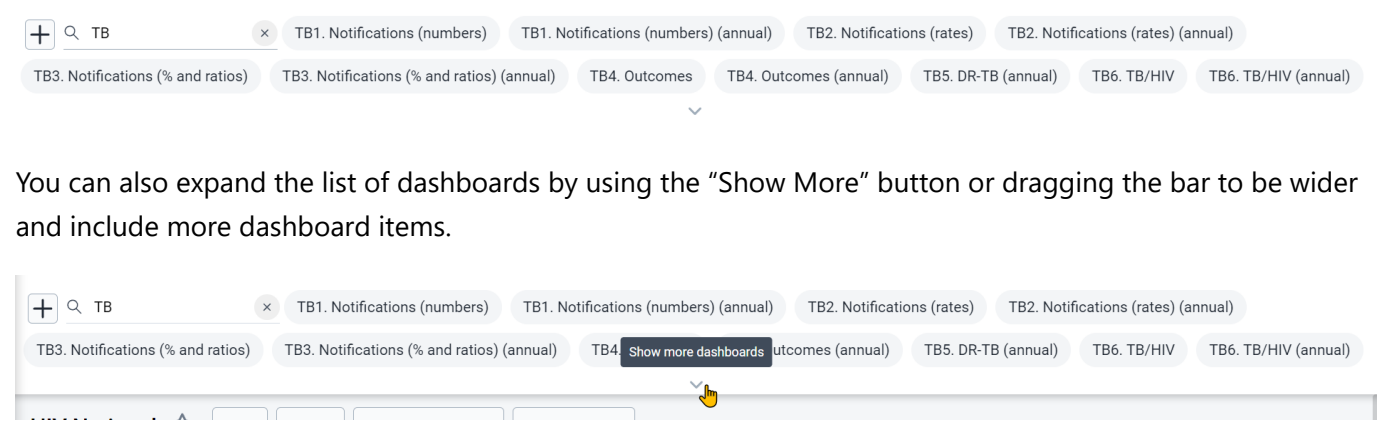 TB TB1. Notifications (numbers) TB1. Notifications (numbers) (annual) TB2. Notifications (rates) TB2. Notifications (rates) (annual)
TB3. Notifications (% and ratios) TB3. Notifications (% and ratios) (annual) TB4. Outcomes TB4. Outcomes (annual) TB5. DR-TB (annual) TB6. TB/HIV TB6. TB/HIV (annual)
You can also expand the list of dashboards by using the “Show More” button or dragging the bar to be wider
and include more dashboard items.
TB TB1. Notifications (numbers) TB1. Notifications (numbers) (annual) TB2. Notifications (rates) TB2. Notifications (rates) (annual)
TB3. Notifications (% and ratios) TB3. Notifications (% and ratios) (annual) TB4. Show more dashboards utcomes (annual) TB5. DR-TB (annual) TB6. TB/HIV TB6. TB/HIV (annual)